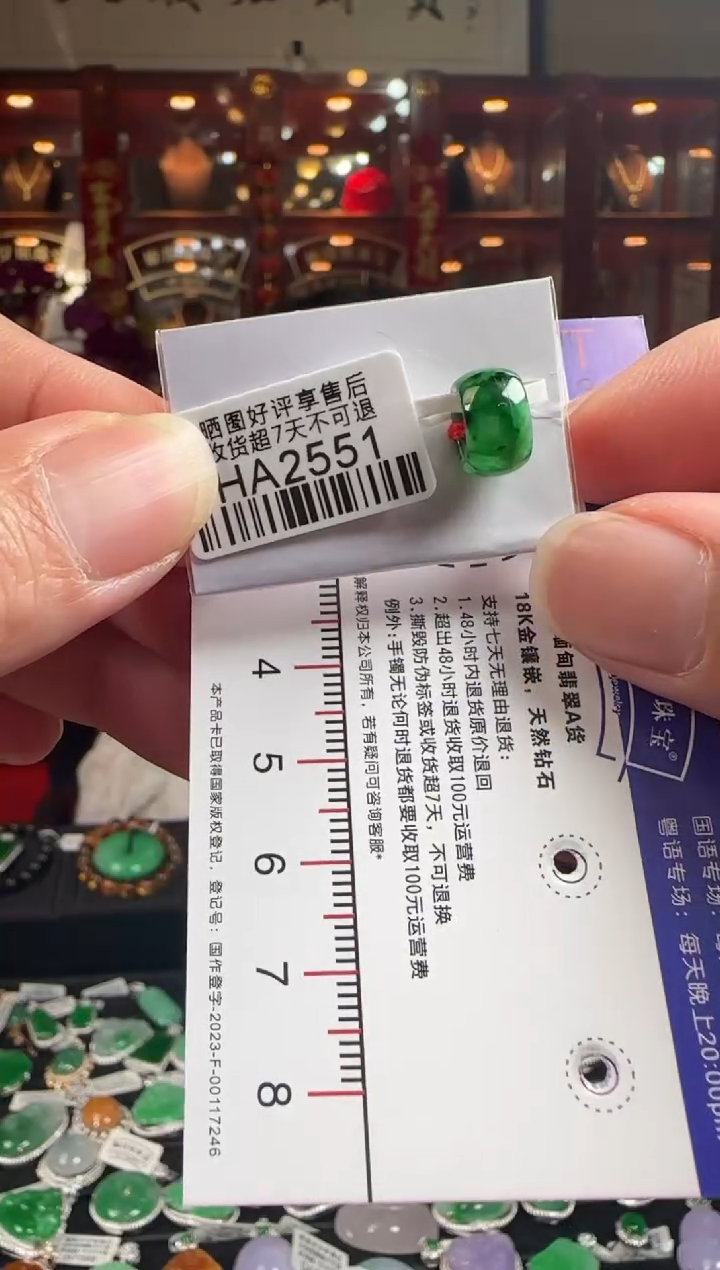 晒图好评享售后
收货超7天不可退
HA2551
缅甸翡翠A货
18K金镶嵌，天然钻石
支持七天无理由退货：
1.48小时内退货原价退回
2.超出48小时退货收取100元运营费
3.撕毁防伪标签或收货超7天，不可退换
例外：手镯无论何时退货都要收取100元运营费
解释权归本公司所有，若有疑问可咨询客服*
4
5
6
7
8
本产品卡已取得国家版权登记，登记号：国作登字-2023-F-00117246
珠宝®
Jewelry
国语专场：
粤语专场：每天晚上20:00